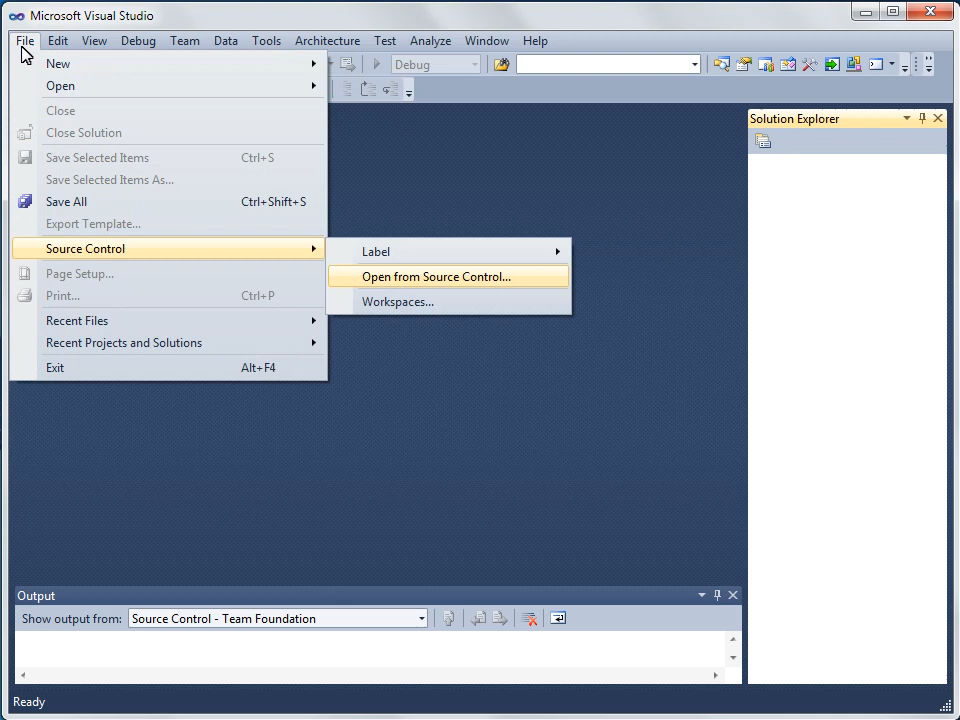 Microsoft Visual Studio
File Edit View Debug Team Data Tools Architecture Test Analyze Window Help
Debug
New
Open
Close
Close Solution
Save Selected Items Ctrl+S
Save Selected Items As...
Save All Ctrl+Shift+S
Export Template...
Source Control
Page Setup...
Print... Ctrl+P
Recent Files
Recent Projects and Solutions
Exit Alt+F4
Label
Open from Source Control...
Workspaces...
Solution Explorer
Output
Show output from: Source Control - Team Foundation
Ready